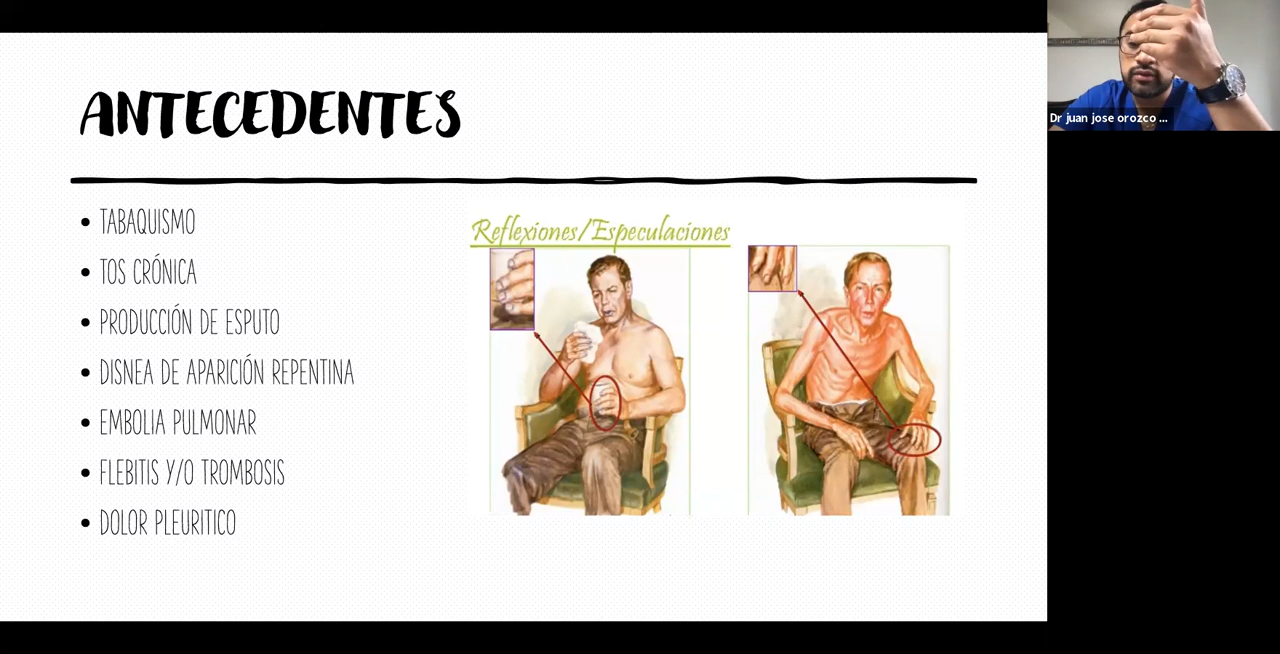 ANTECEDENTES
• TABAQUISMO
• TOS CRÓNICA
• PRODUCCIÓN DE ESPUTO
• DISNEA DE APARICIÓN REPENTINA
• EMBOLIA PULMONAR
• FLEBITIS Y/O TROMBOSIS
• DOLOR PLEURITICO
Reflexiones/Especulaciones
Dr juan jose orozco ...